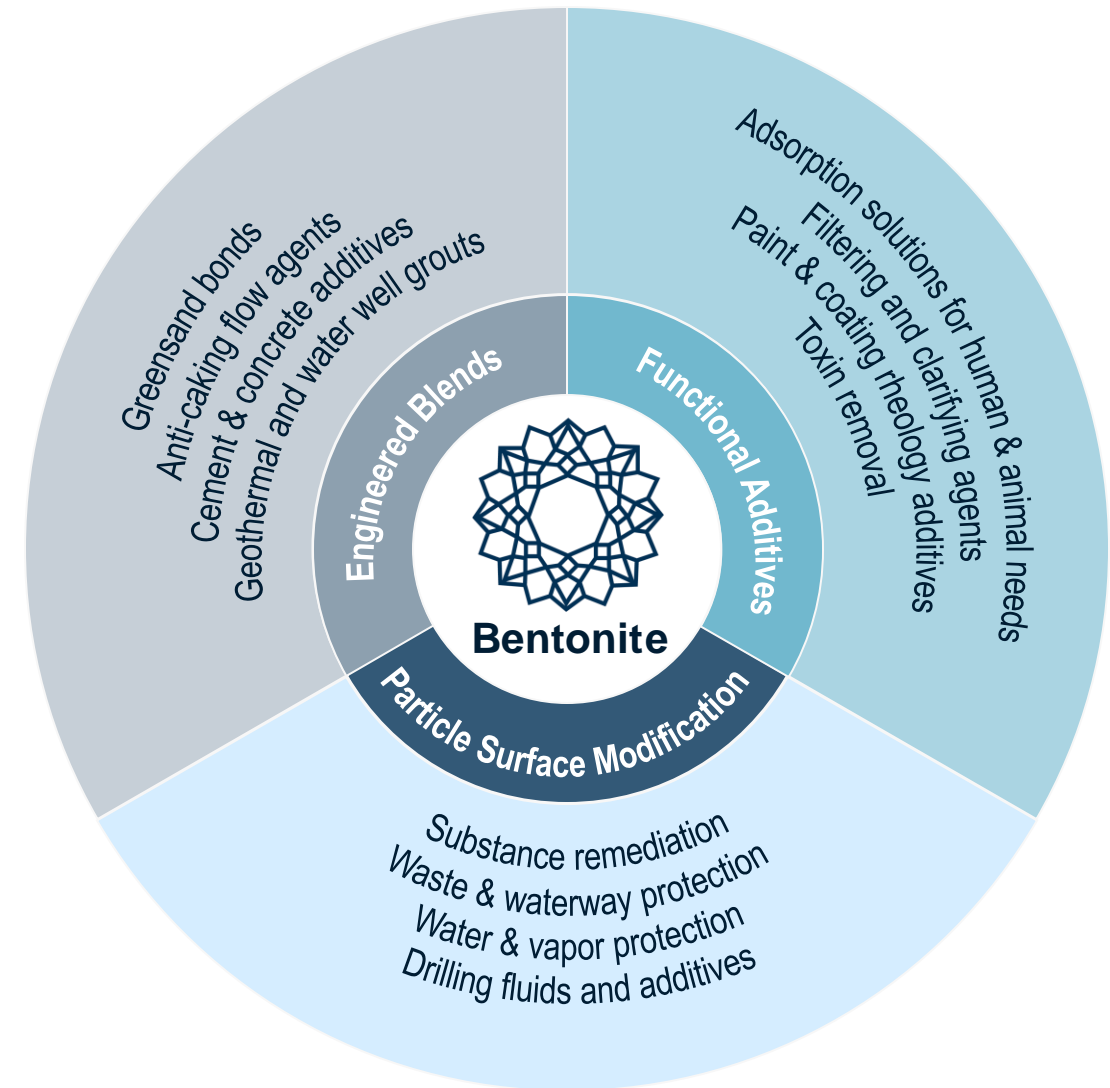 Bentonite
Engineered Blends
Greensand bonds
Anti-caking flow agents
Cement & concrete additives
Geothermal and water well grouts
Functional Additives
Adsorption solutions for human & animal needs
Filtering and clarifying agents
Paint & coating rheology additives
Toxin removal
Particle Surface Modification
Substance remediation
Waste & waterway protection
Water & vapor protection
Drilling fluids and additives